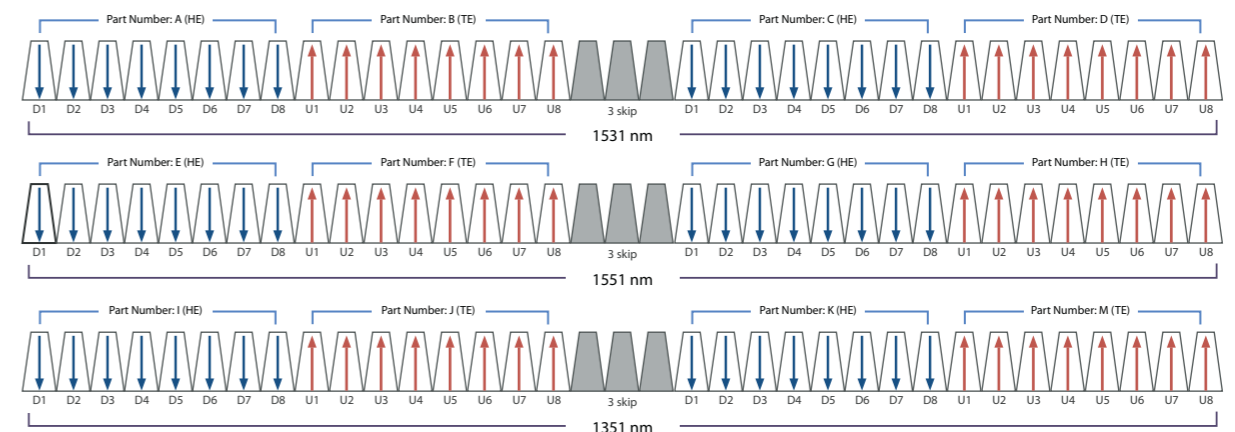 Part Number: A (HE) Part Number: B (TE) Part Number: C (HE) Part Number: D (TE)
D1 D2 D3 D4 D5 D6 D7 D8 U1 U2 U3 U4 U5 U6 U7 U8 3 skip D1 D2 D3 D4 D5 D6 D7 D8 U1 U2 U3 U4 U5 U6 U7 U8
1531 nm
Part Number: E (HE) Part Number: F (TE) Part Number: G (HE) Part Number: H (TE)
D1 D2 D3 D4 D5 D6 D7 D8 U1 U2 U3 U4 U5 U6 U7 U8 3 skip D1 D2 D3 D4 D5 D6 D7 D8 U1 U2 U3 U4 U5 U6 U7 U8
1551 nm
Part Number: I (HE) Part Number: J (TE) Part Number: K (HE) Part Number: M (TE)
D1 D2 D3 D4 D5 D6 D7 D8 U1 U2 U3 U4 U5 U6 U7 U8 3 skip D1 D2 D3 D4 D5 D6 D7 D8 U1 U2 U3 U4 U5 U6 U7 U8
1351 nm